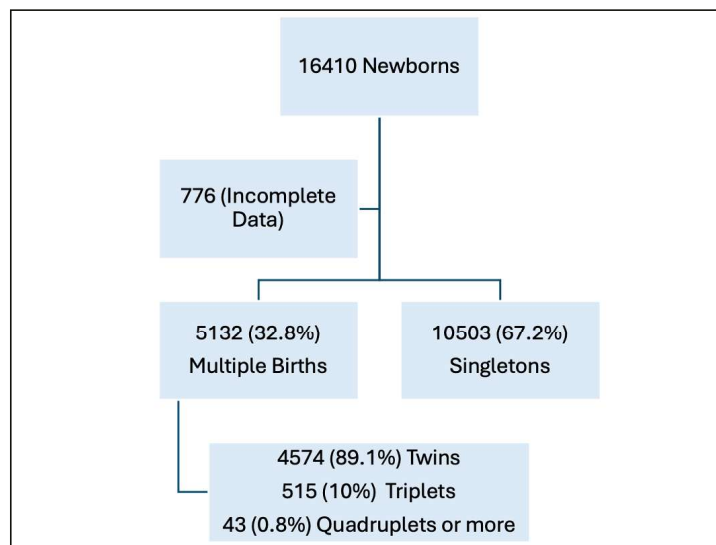 16410 Newborns
776 (Incomplete
Data)
5132 (32.8%)
Multiple Births
10503 (67.2%)
Singletons
4574 (89.1%) Twins
515 (10%) Triplets
43 (0.8%) Quadruplets or more